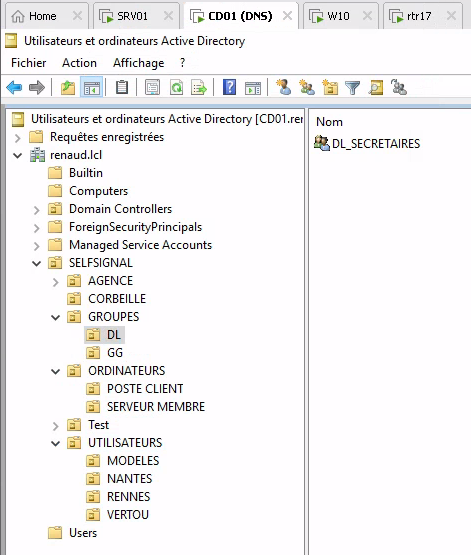 Home SRV01 CD01 (DNS) W10 rtr17
Utilisateurs et ordinateurs Active Directory
Fichier Action Affichage ?
Utilisateurs et ordinateurs Active Directory [CD01.rer
Requêtes enregistrées
renaud.lcl
Builtin
Computers
Domain Controllers
ForeignSecurityPrincipals
Managed Service Accounts
SELFSIGNAL
AGENCE
CORBEILLE
GROUPES
DL
GG
ORDINATEURS
POSTE CLIENT
SERVEUR MEMBRE
Test
UTILISATEURS
MODELES
NANTES
RENNES
VERTOU
Users
Nom
DL_SECRETAIRES